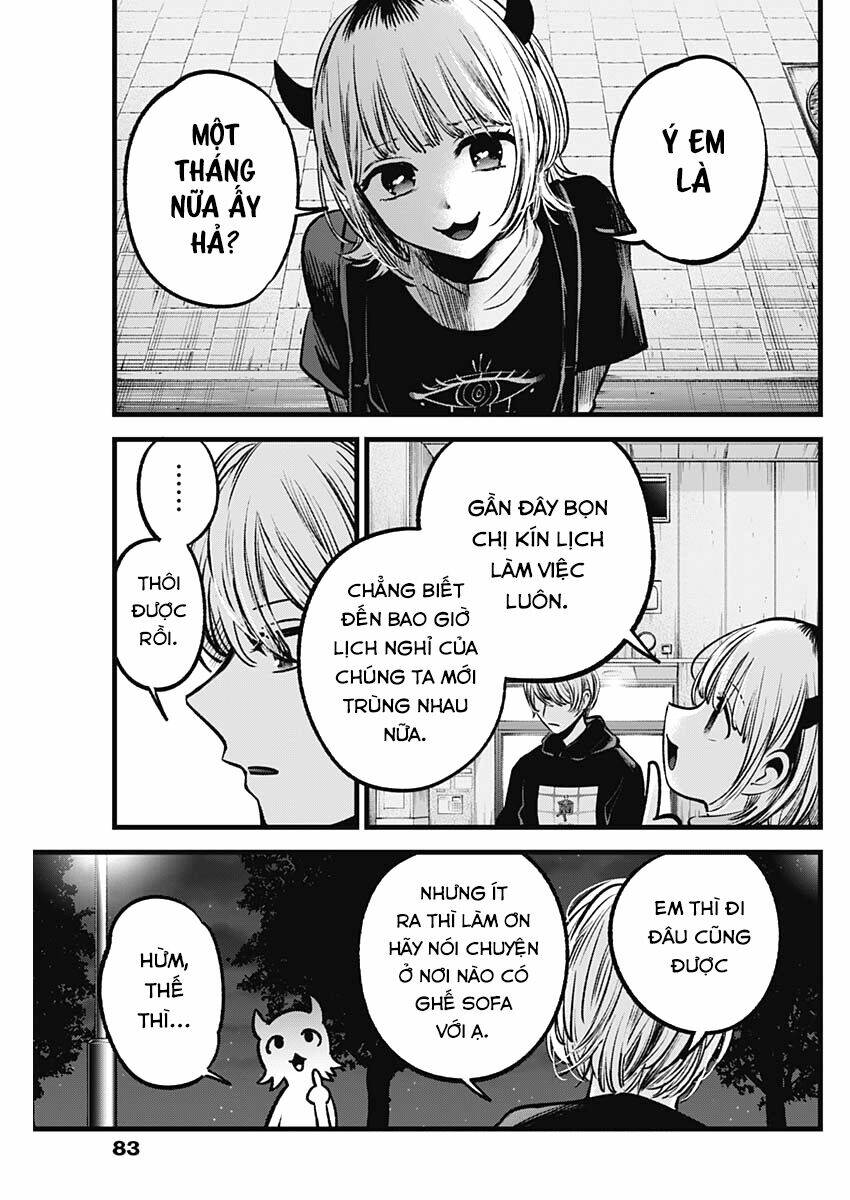 Ý EM
LÀ
MỘT
THÁNG
NỮA ẤY
HẢ?
GẦN ĐÂY BỌN
CHỊ KÍN LỊCH
LÀM VIỆC
LUÔN.
CHẲNG BIẾT
ĐẾN BAO GIỜ
LỊCH NGHỈ CỦA
CHÚNG TA MỚI
TRÙNG NHAU
NỮA.
......
THÔI
ĐƯỢC
RỒI.
EM THÌ ĐI
ĐÂU CŨNG
ĐƯỢC
NHƯNG ÍT
RA THÌ LÀM ƠN
HÃY NÓI CHUYỆN
Ở NƠI NÀO CÓ
GHẾ SOFA
VỚI Ạ.
HỪM,
THẾ
THÌ...
83